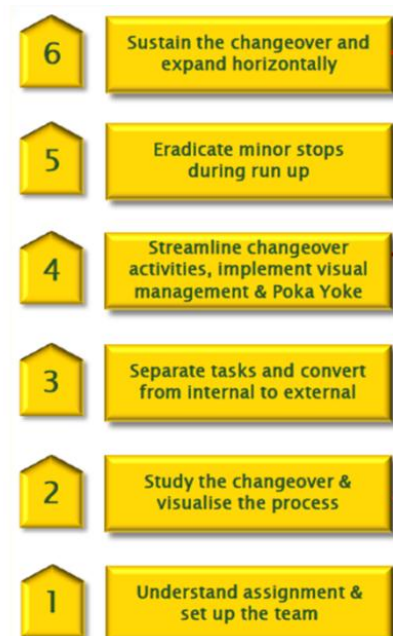 6
Sustain the changeover and
expand horizontally
5
Eradicate minor stops
during run up
4
Streamline changeover
activities, implement visual
management & Poka Yoke
3
Separate tasks and convert
from internal to external
2
Study the changeover &
visualise the process
1
Understand assignment &
set up the team